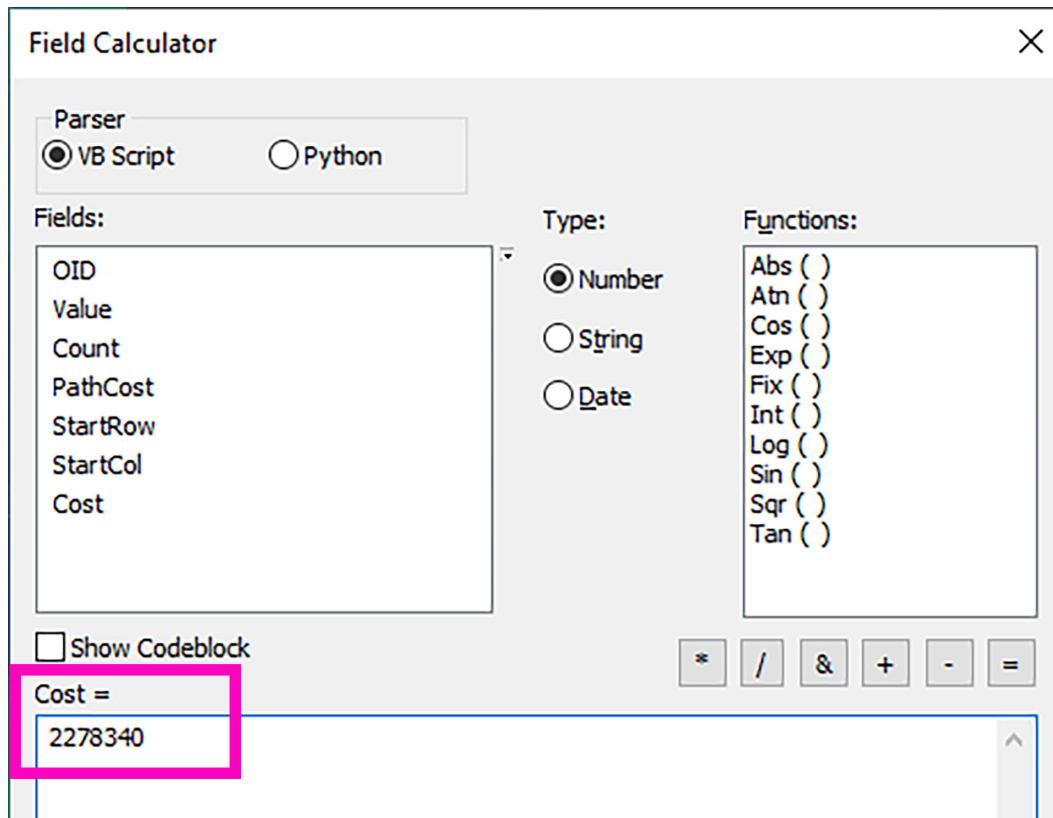 Field Calculator
Parser
VB Script
Python
Fields:
OID
Value
Count
PathCost
StartRow
StartCol
Cost
Type:
Number
String
Date
Functions:
Abs ( )
Atn ( )
Cos ( )
Exp ( )
Fix ( )
Int ( )
Log ( )
Sin ( )
Sqr ( )
Tan ( )
Show Codeblock
* / & + - =
Cost =
2278340